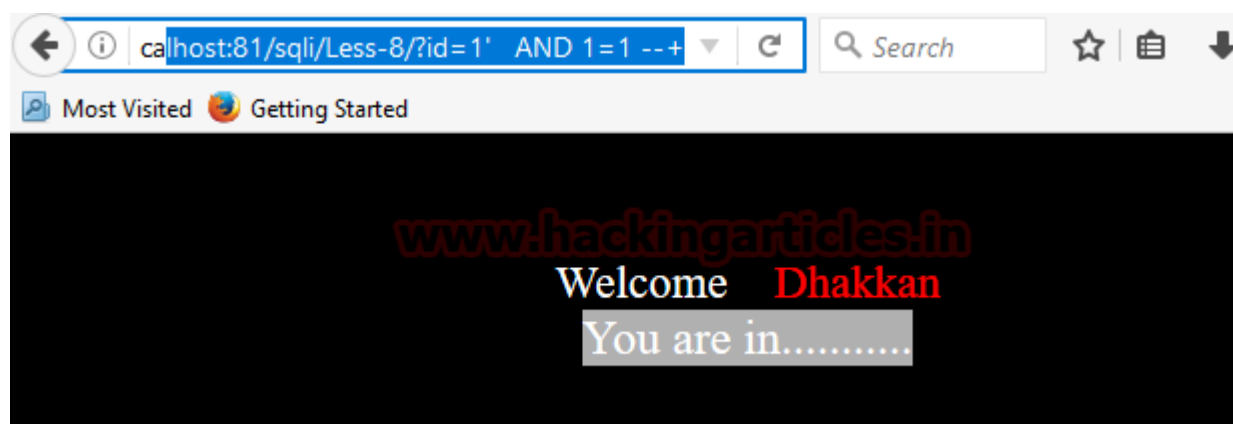 calhost:81/sqli/Less-8/?id=1'   AND 1=1 --+
Search
Most Visited Getting Started
www.hackingarticles.in
Welcome    Dhakkan
You are in...........